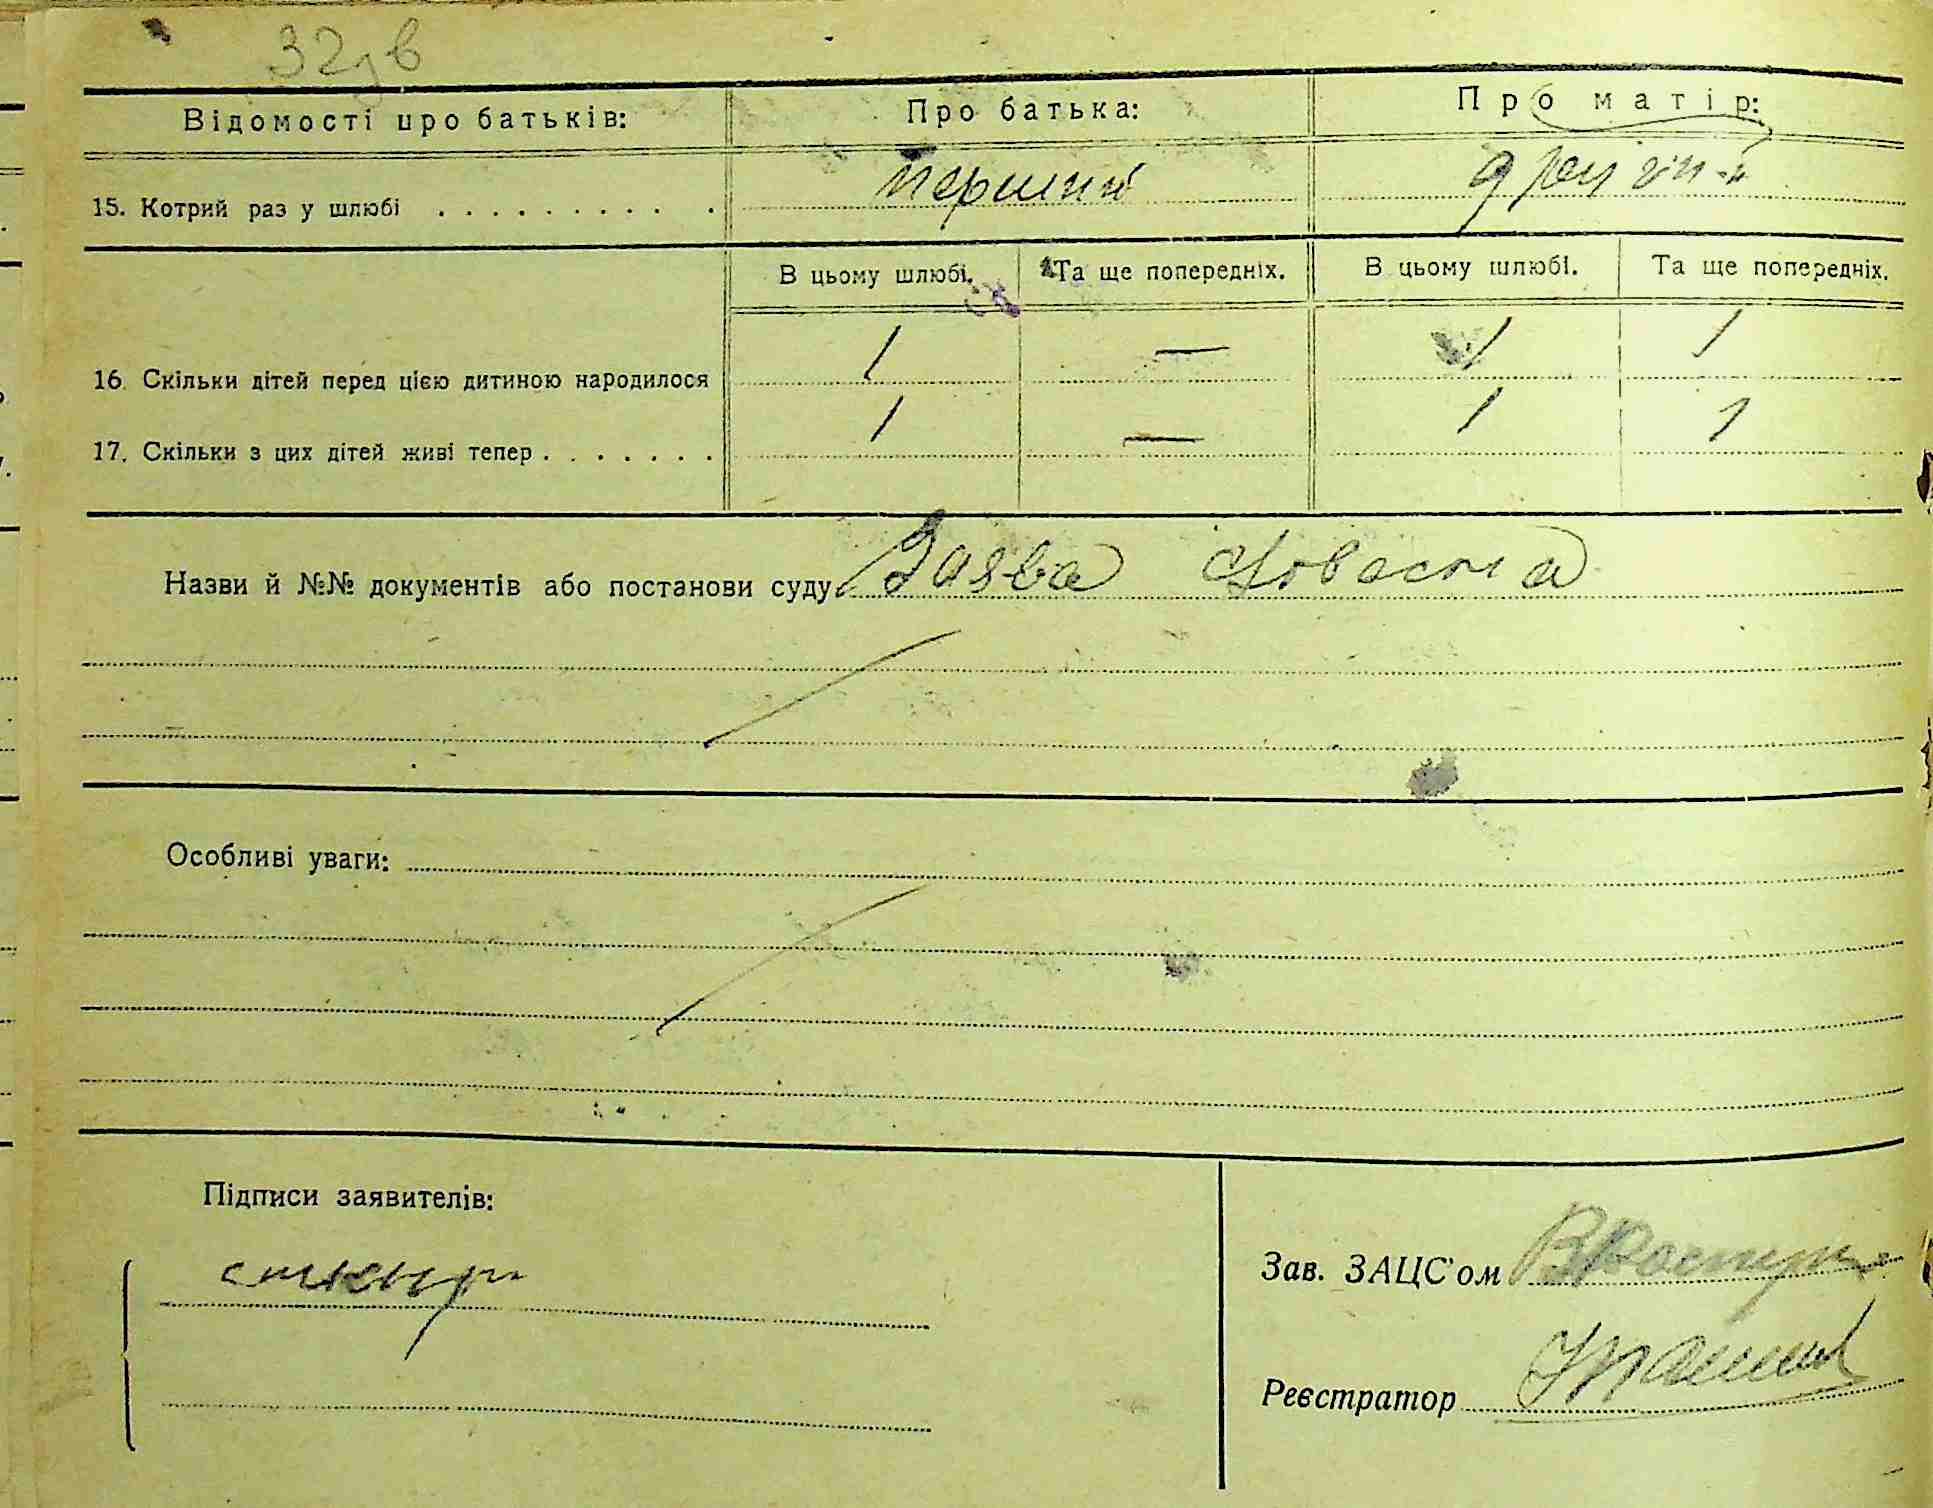 32зв
Відомості про батьків: Про батька: Про матір:
15. Котрий раз у шлюбі . . . . . . . . . . перший другий
В цьому шлюбі. Та ще попередніх. В цьому шлюбі. Та ще попередніх.
16. Скільки дітей перед цією дитиною народилося 1 — 1 1
17. Скільки з цих дітей живі тепер . . . . . . . 1 — 1 1
Назви й №№ документів або постанови суду Заява словесна
Особливі уваги:
Підписи заявителів:
Зав. ЗАЦС'ом
Реєстратор